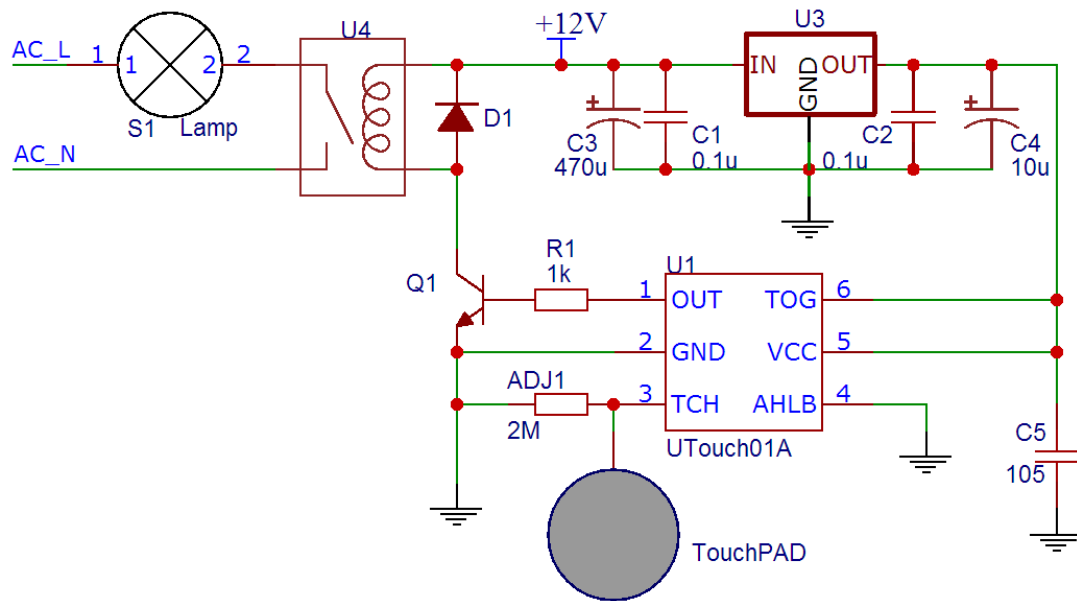 +12V
U4
U3
AC_L
1
1
2
2
IN
GND
OUT
S1
Lamp
D1
C3
470u
C1
0.1u
C2
0.1u
C4
10u
AC_N
R1
1k
U1
Q1
1
OUT
TOG
6
2
GND
VCC
5
ADJ1
2M
3
TCH
AHLB
4
UTouch01A
C5
105
TouchPAD